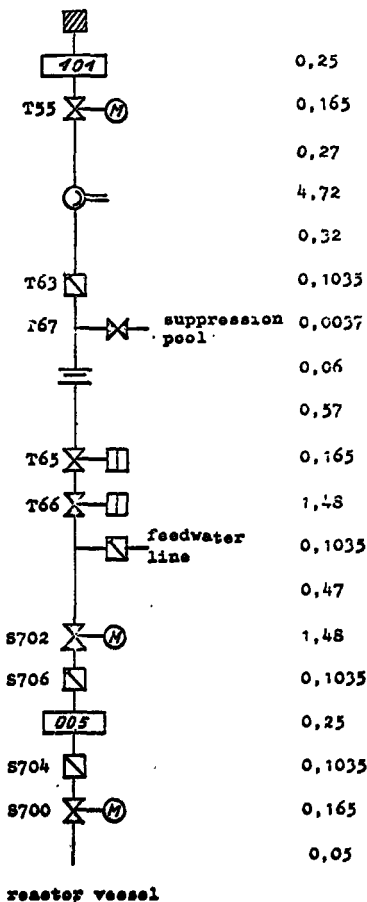 101 0,25
T55 M 0,165
0,27
4,72
0,32
T63 0,1035
T67 suppression pool 0,0037
0,06
0,57
T65 0,165
T66 1,48
feedwater line 0,1035
0,47
S702 M 1,48
S706 0,1035
005 0,25
S704 0,1035
S700 M 0,165
0,05
reactor vessel